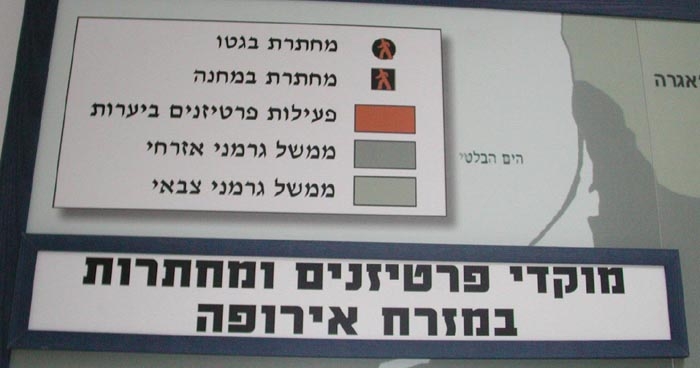 מחתרת בגטו
מחתרת במחנה
פעילות פרטיזנים ביערות
ממשל גרמני אזרחי
ממשל גרמני צבאי
הים הבלטי
מוקדי פרטיזנים ומחתרות
במזרח אירופה